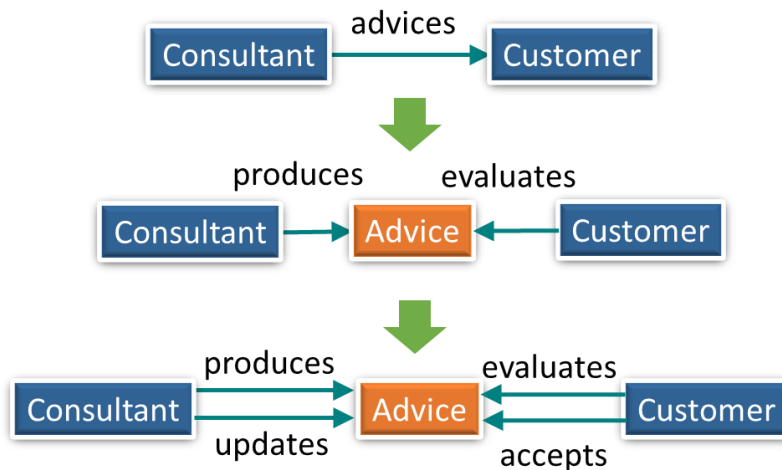 advices
Consultant Customer
produces evaluates
Consultant Advice Customer
produces evaluates
Consultant Advice Customer
updates accepts